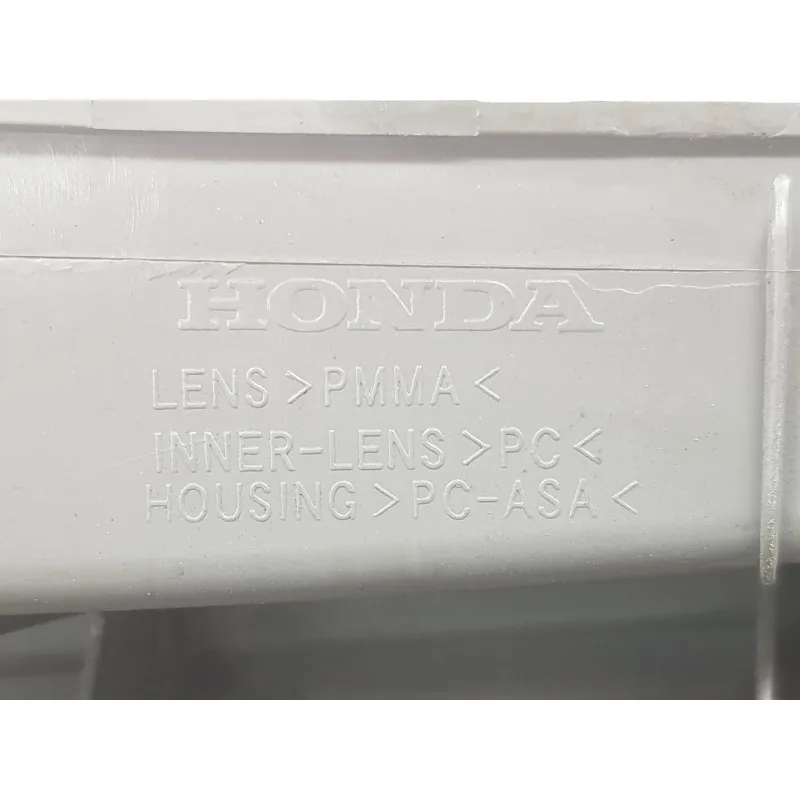 HONDA
LENS >PMMA<
INNER-LENS >PC<
HOUSING >PC-ASA<